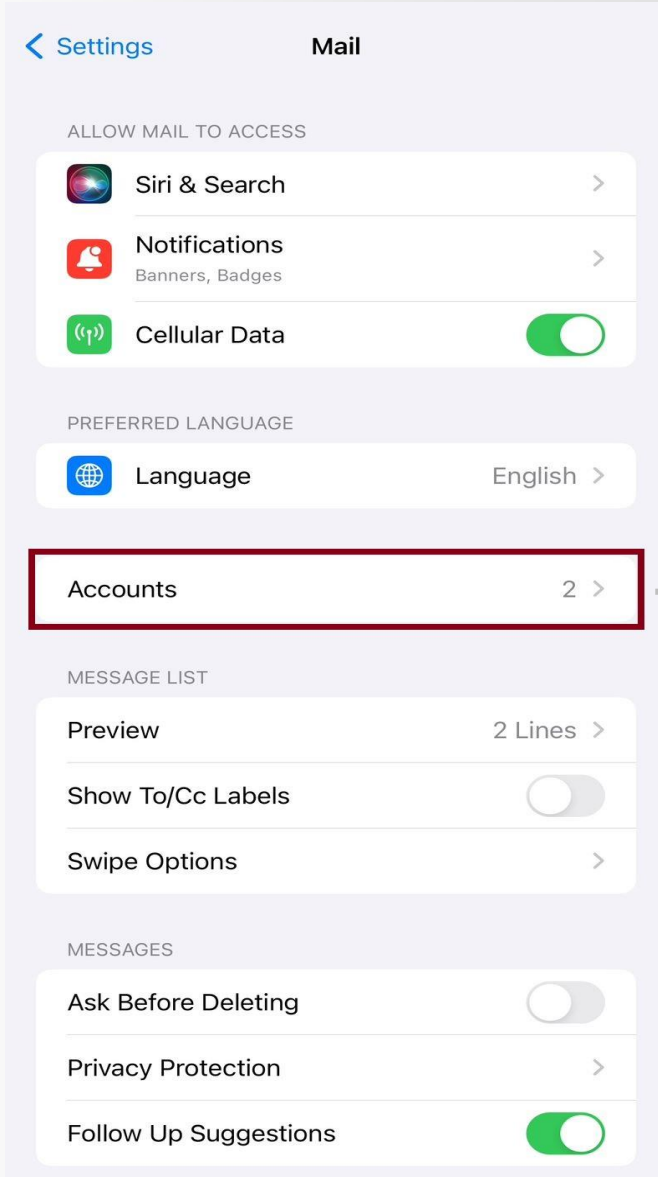 Settings
Mail
ALLOW MAIL TO ACCESS
Siri & Search
Notifications
Banners, Badges
Cellular Data
PREFERRED LANGUAGE
Language English
Accounts 2
MESSAGE LIST
Preview 2 Lines
Show To/Cc Labels
Swipe Options
MESSAGES
Ask Before Deleting
Privacy Protection
Follow Up Suggestions